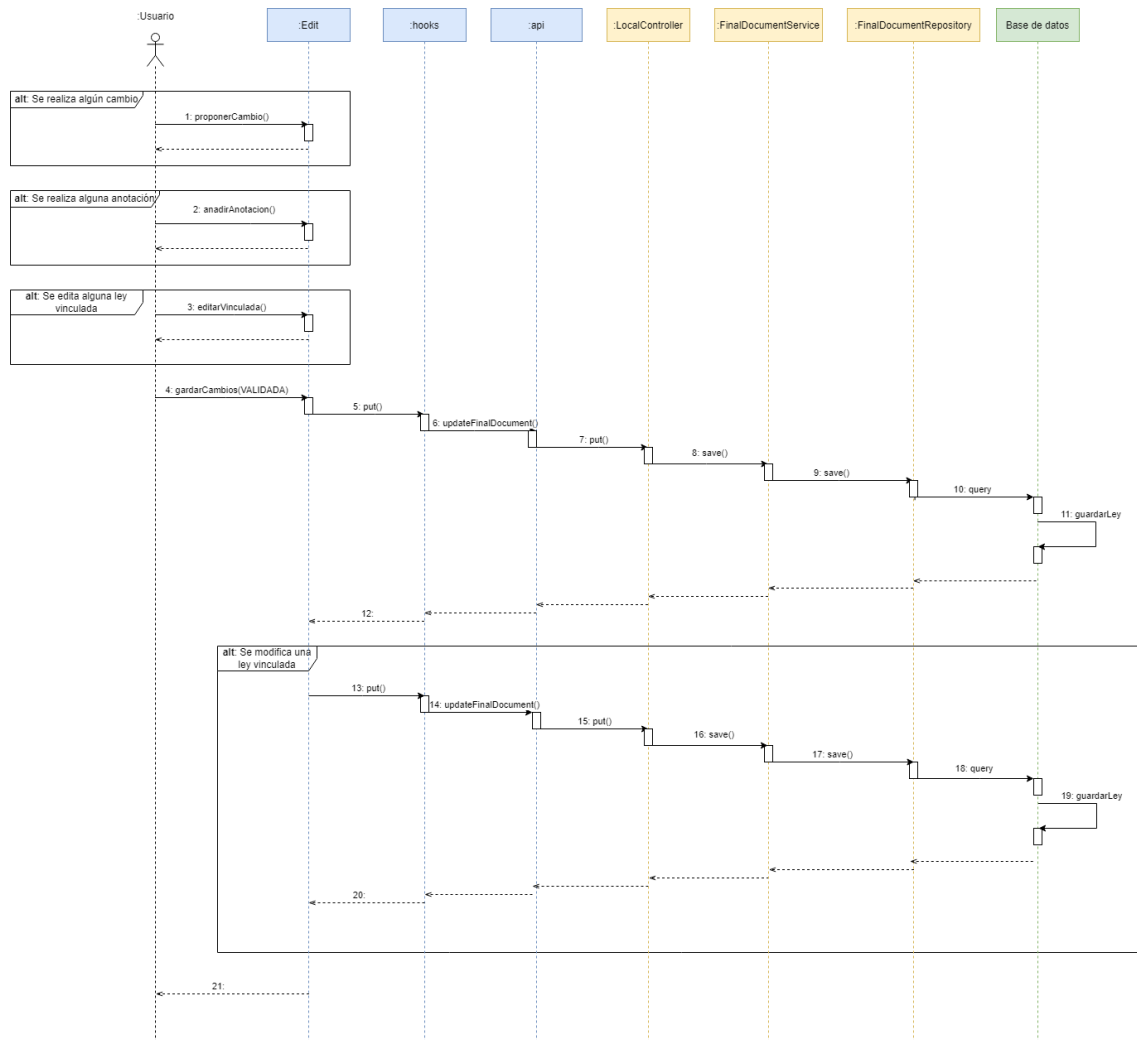 :Usuario
:Edit
:hooks
:api
:LocalController
:FinalDocumentService
:FinalDocumentRepository
Base de datos
alt: Se realiza algún cambio
1: proponerCambio()
alt: Se realiza alguna anotación
2: anadirAnotacion()
alt: Se edita alguna ley
vinculada
3: editarVinculada()
4: gardarCambios(VALIDADA)
5: put()
6: updateFinalDocument()
7: put()
8: save()
9: save()
10: query
11: guardarLey
12:
alt: Se modifica una
ley vinculada
13: put()
14: updateFinalDocument()
15: put()
16: save()
17: save()
18: query
19: guardarLey
20:
21: